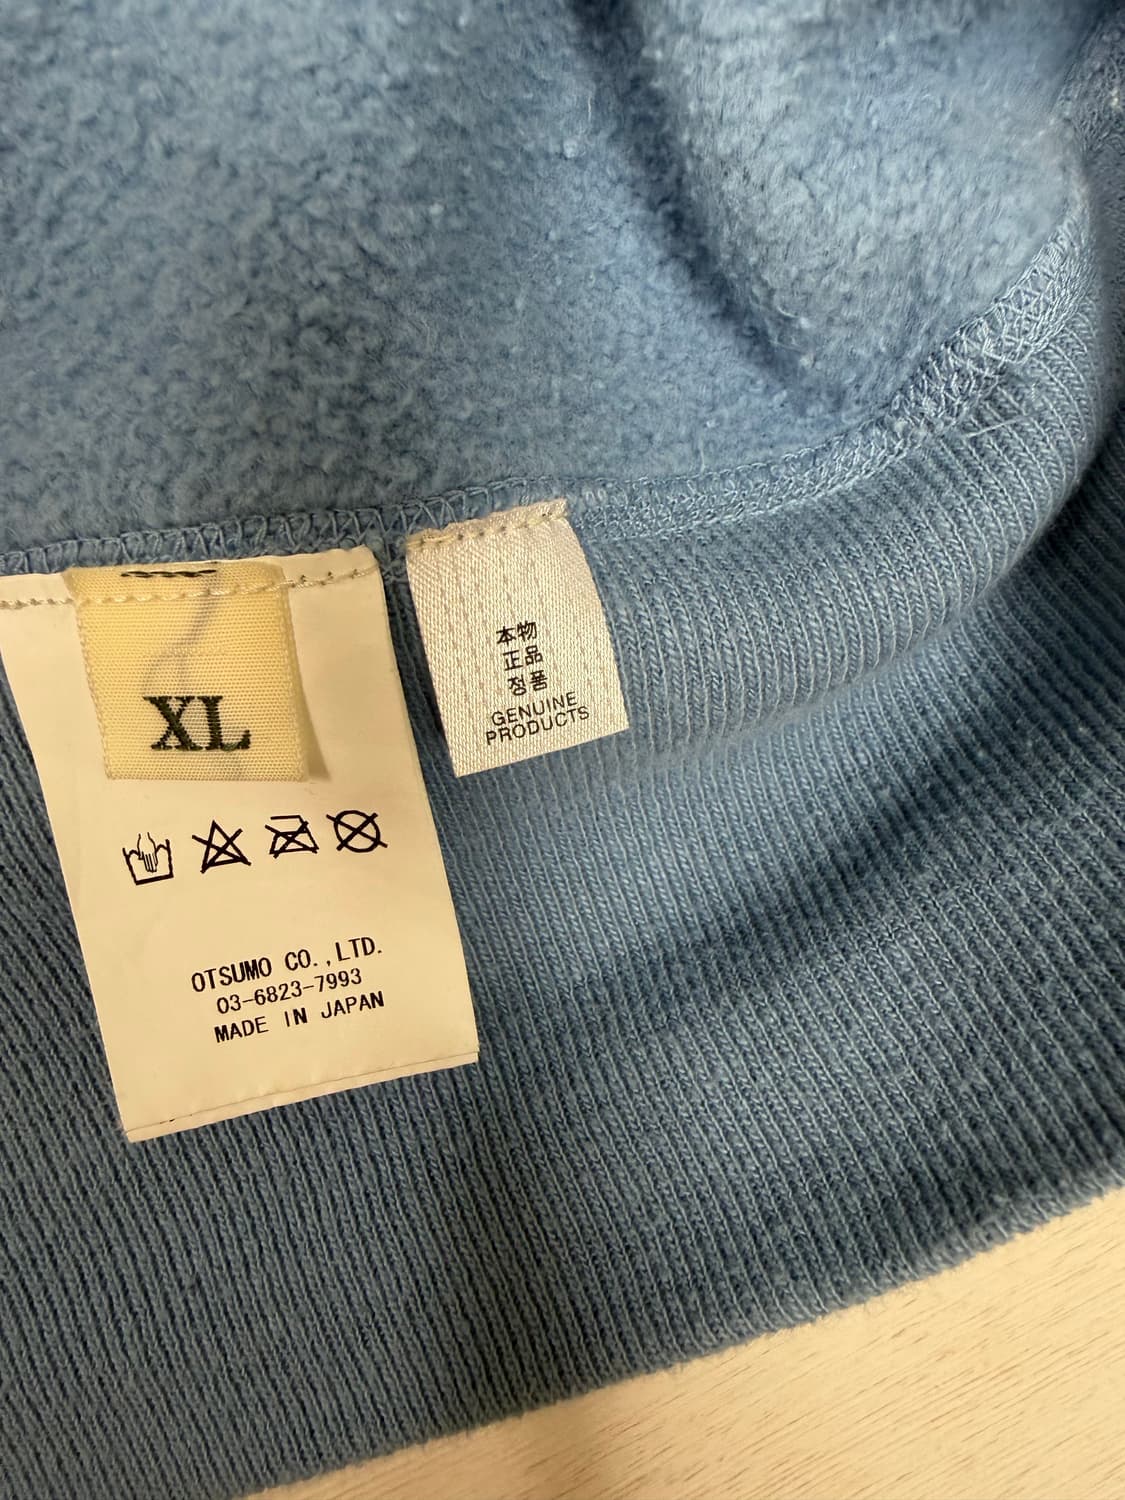 XL
OTSUMO CO.,LTD.
03-6823-7993
MADE IN JAPAN
本物
正品
정품
GENUINE
PRODUCTS